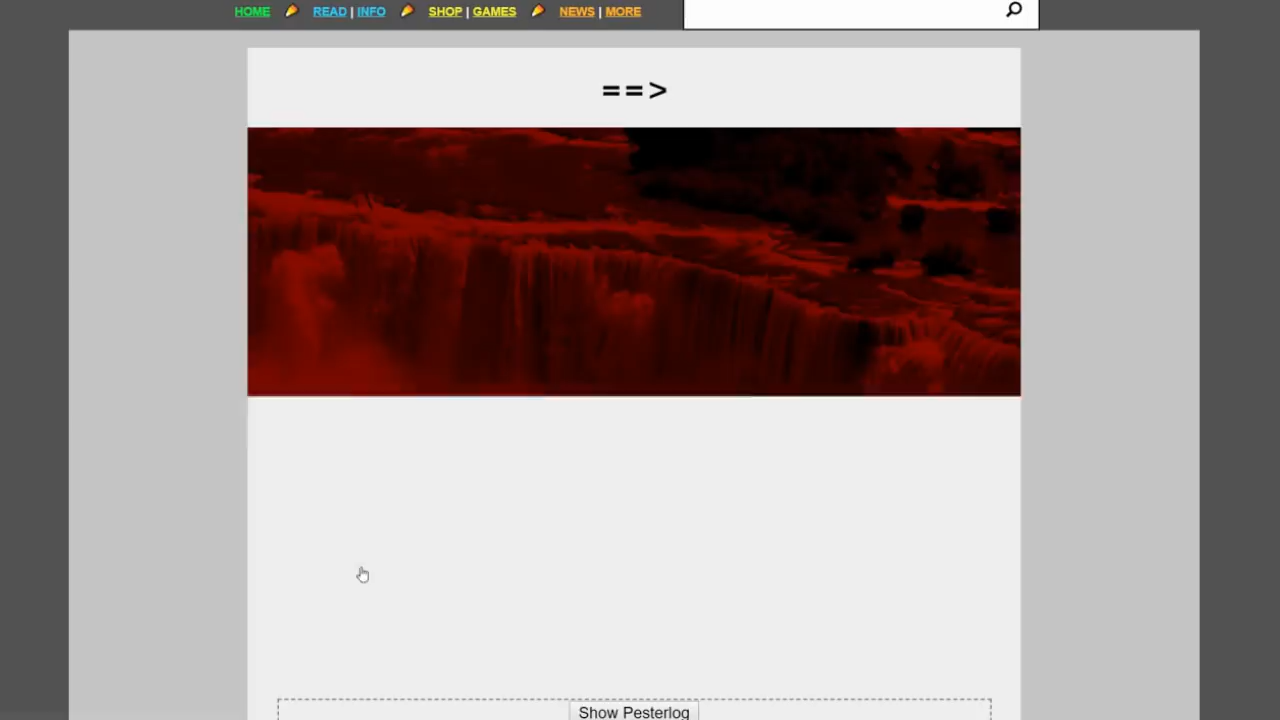 HOME READ | INFO SHOP | GAMES NEWS | MORE
==>
Show Pesterlog